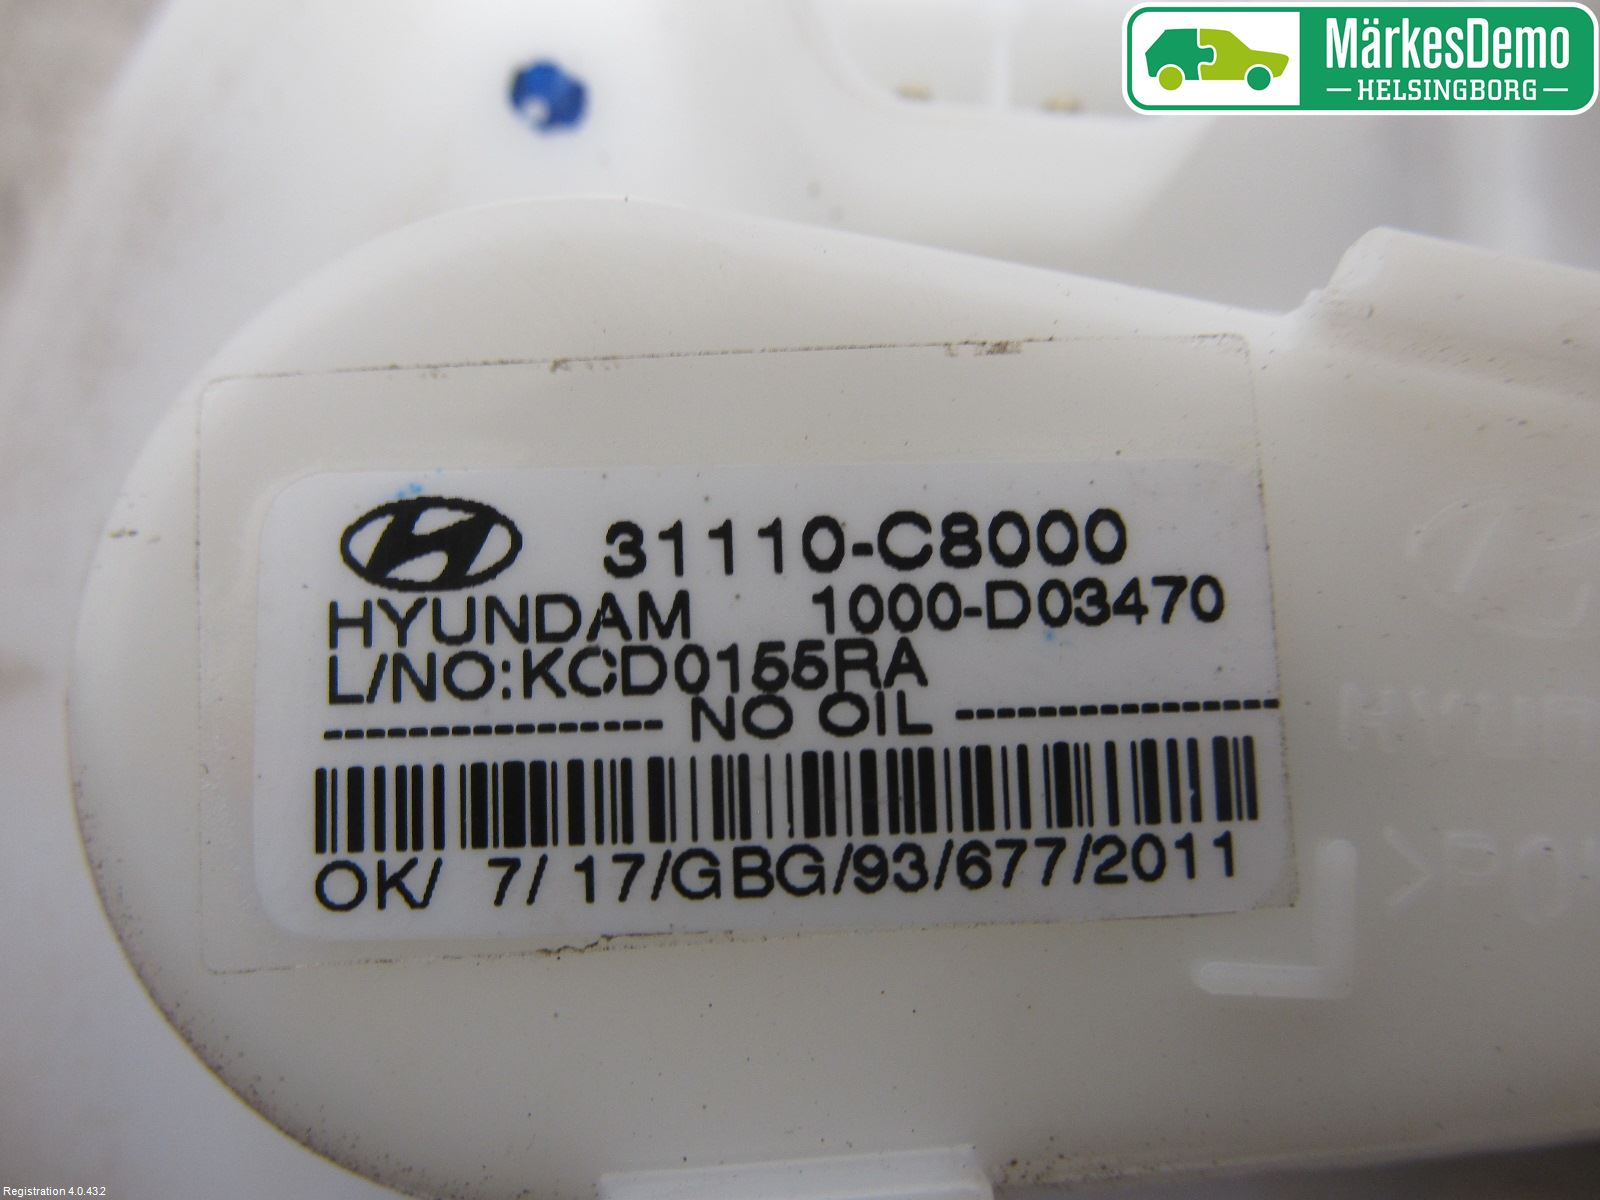 MärkesDemo
HELSINGBORG
31110-C8000
HYUNDAM 1000-D03470
L/NO:KCD0155RA
---------------- NO OIL ----------------
OK/ 7/ 17/GBG/93/677/2011
Registration 4.0.43.2